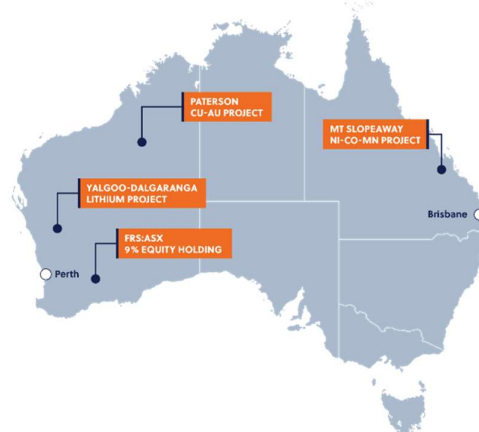 PATERSON
CU-AU PROJECT
MT SLOPEAWAY
NI-CO-MN PROJECT
YALGOO-DALGARANGA
LITHIUM PROJECT
Brisbane
FRS:ASX
9% EQUITY HOLDING
Perth